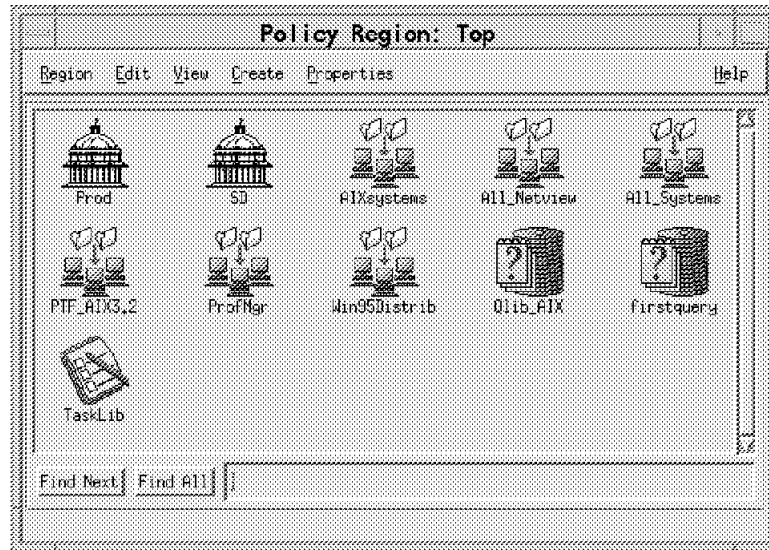 Policy Region: Top
Region Edit View Create Properties Help
Prod SD AIXsystems All_Netview All_Systems
PTF_AIX3.2 ProfMgr Win95Distrib Qlib_AIX firstquery
TaskLib
Find Next Find All